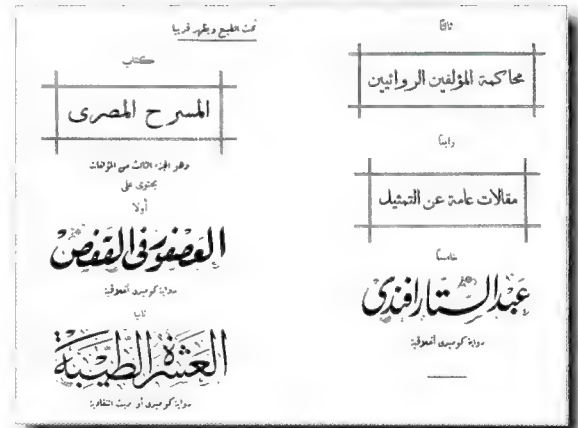 تحت الطبع ويظهر قريبا
كتاب
المسرح المصرى
وهو الجزء الثالث من المؤلفات
يحتوى على
أولا
العصفور فى القفص
رواية كوميدى أخلاقية
ثانيا
العشرة الطيبة
رواية كوميدى أو بريت انتقادية
ثالثا
محاكمة المؤلفين الروائيين
رابعا
مقالات عامة عن التمثيل
خامسا
عبد الستار افندى
رواية كوميدى أخلاقية